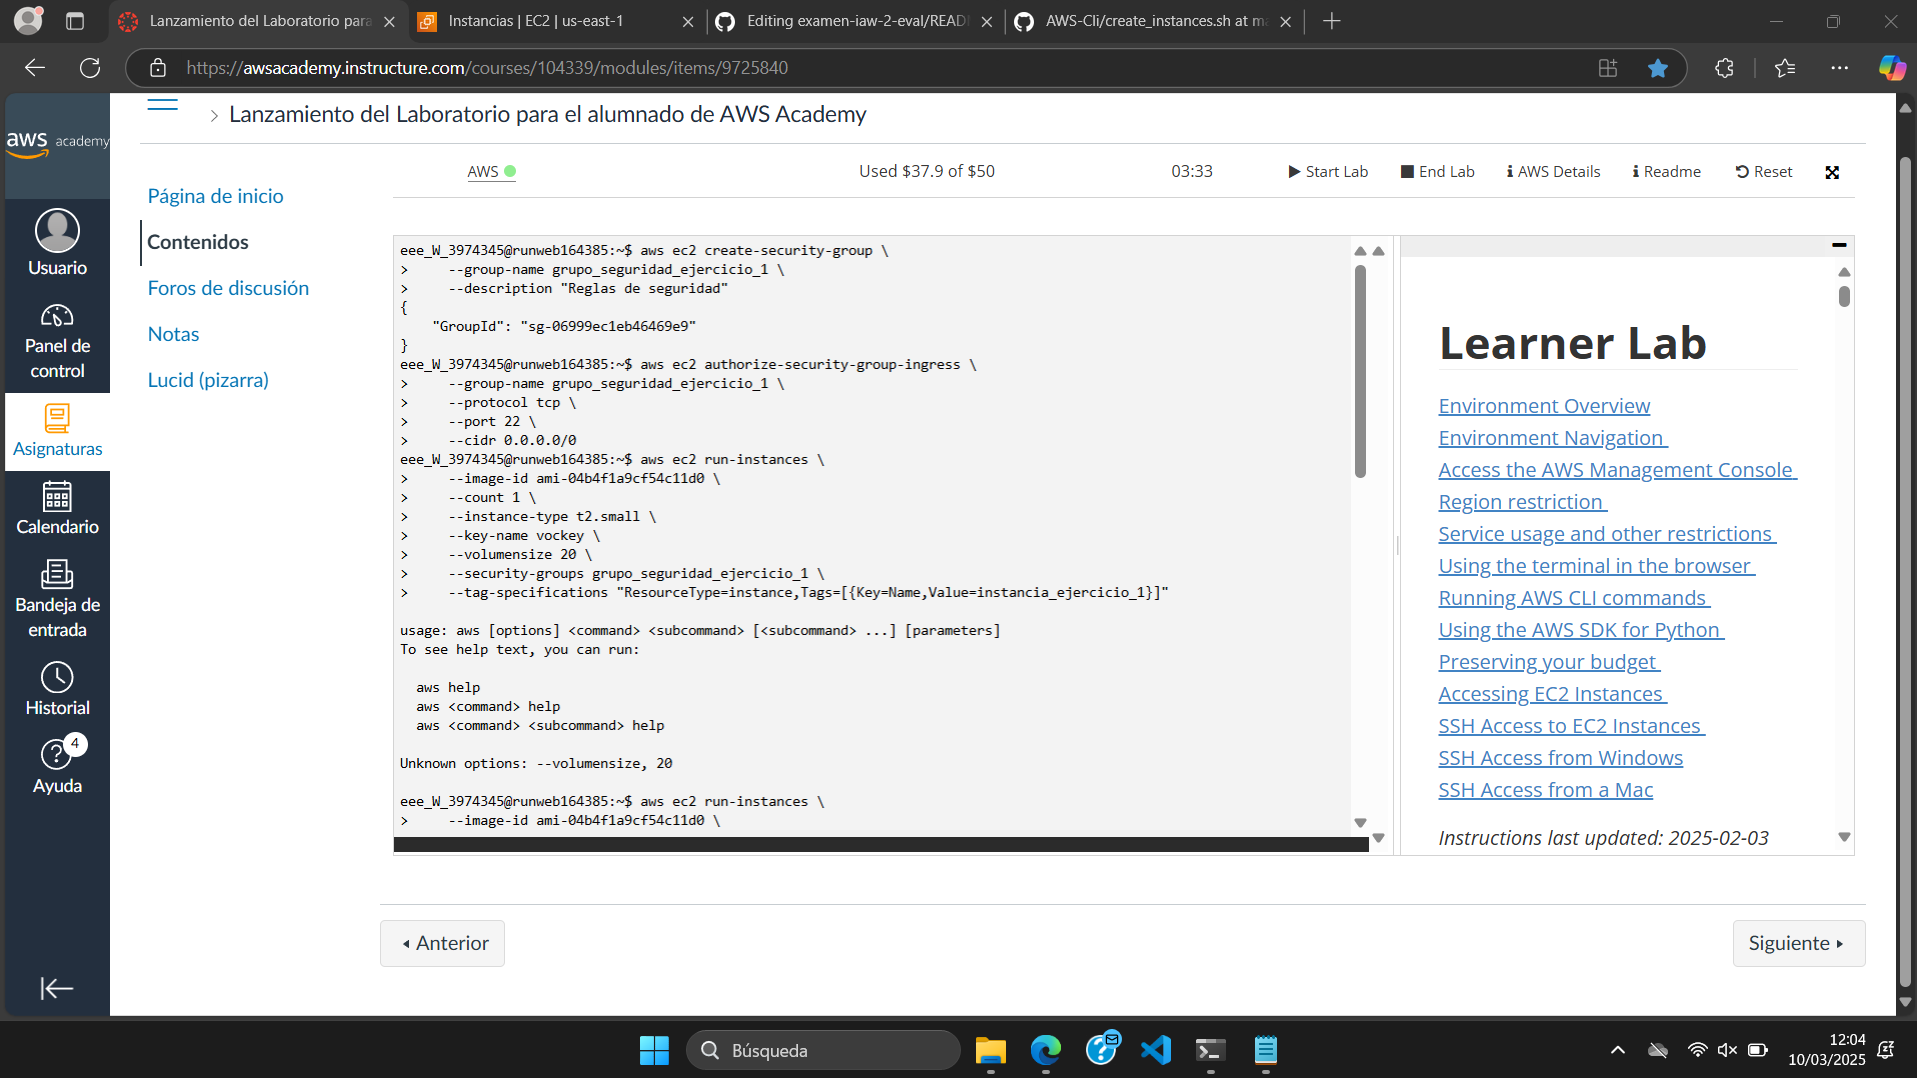 Lanzamiento del Laboratorio para
Instancias | EC2 | us-east-1
Editing examen-iaw-2-eval/READ
AWS-Cli/create_instances.sh at ma
https://awsacademy.instructure.com/courses/104339/modules/items/9725840
aws academy
Usuario
Panel de
control
Asignaturas
Calendario
Bandeja de
entrada
Historial
4
Ayuda
> Lanzamiento del Laboratorio para el alumnado de AWS Academy
Página de inicio
Contenidos
Foros de discusión
Notas
Lucid (pizarra)
AWS Used $37.9 of $50 03:33 Start Lab End Lab AWS Details Readme Reset
eee_W_3974345@runweb164385:~$ aws ec2 create-security-group \
> --group-name grupo_seguridad_ejercicio_1 \
> --description "Reglas de seguridad"
{
"GroupId": "sg-06999ec1eb46469e9"
}
eee_W_3974345@runweb164385:~$ aws ec2 authorize-security-group-ingress \
> --group-name grupo_seguridad_ejercicio_1 \
> --protocol tcp \
> --port 22 \
> --cidr 0.0.0.0/0
eee_W_3974345@runweb164385:~$ aws ec2 run-instances \
> --image-id ami-04b4f1a9cf54c11d0 \
> --count 1 \
> --instance-type t2.small \
> --key-name vockey \
> --volumensize 20 \
> --security-groups grupo_seguridad_ejercicio_1 \
> --tag-specifications "ResourceType=instance,Tags=[{Key=Name,Value=instancia_ejercicio_1}]"
usage: aws [options] <command> <subcommand> [<subcommand> ...] [parameters]
To see help text, you can run:
aws help
aws <command> help
aws <command> <subcommand> help
Unknown options: --volumensize, 20
eee_W_3974345@runweb164385:~$ aws ec2 run-instances \
> --image-id ami-04b4f1a9cf54c11d0 \
Learner Lab
Environment Overview
Environment Navigation
Access the AWS Management Console
Region restriction
Service usage and other restrictions
Using the terminal in the browser
Running AWS CLI commands
Using the AWS SDK for Python
Preserving your budget
Accessing EC2 Instances
SSH Access to EC2 Instances
SSH Access from Windows
SSH Access from a Mac
Instructions last updated: 2025-02-03
Anterior
Siguiente
Búsqueda
12:04
10/03/2025